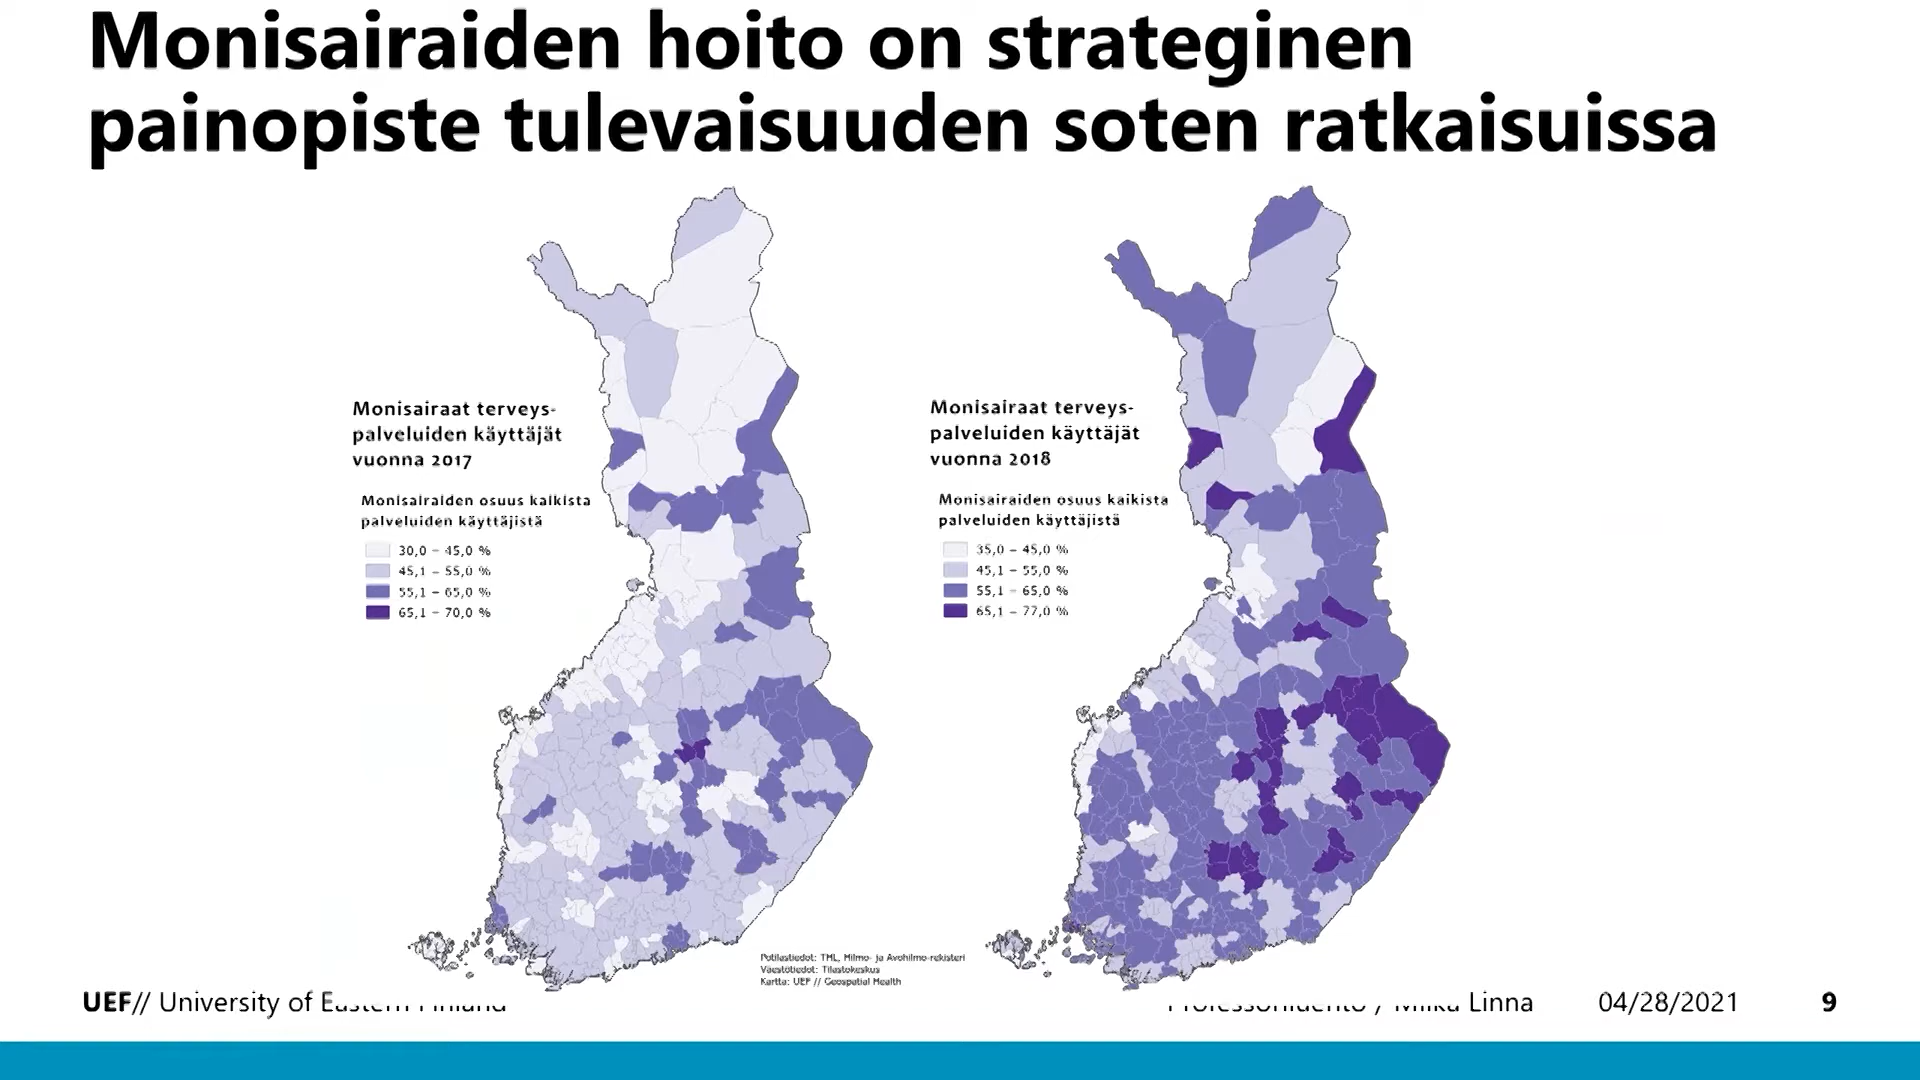 Monisairaiden hoito on strateginen
painopiste tulevaisuuden soten ratkaisuissa
Monisairaat terveys-
palveluiden käyttäjät
vuonna 2017
Monisairaiden osuus kaikista
palveluiden käyttäjistä
30,0 – 45,0 %
45,1 – 55,0 %
55,1 – 65,0 %
65,1 – 70,0 %
Monisairaat terveys-
palveluiden käyttäjät
vuonna 2018
Monisairaiden osuus kaikista
palveluiden käyttäjistä
35,0 – 45,0 %
45,1 – 55,0 %
55,1 – 65,0 %
65,1 – 77,0 %
Potilastiedot: THL, Hilmo- ja Avohilmo-rekisteri
Väestötiedot: Tilastokeskus
Kartta: UEF // Geospatial Health
UEF// University of Eastern Finland
Professoriluento / Miika Linna
04/28/2021
9